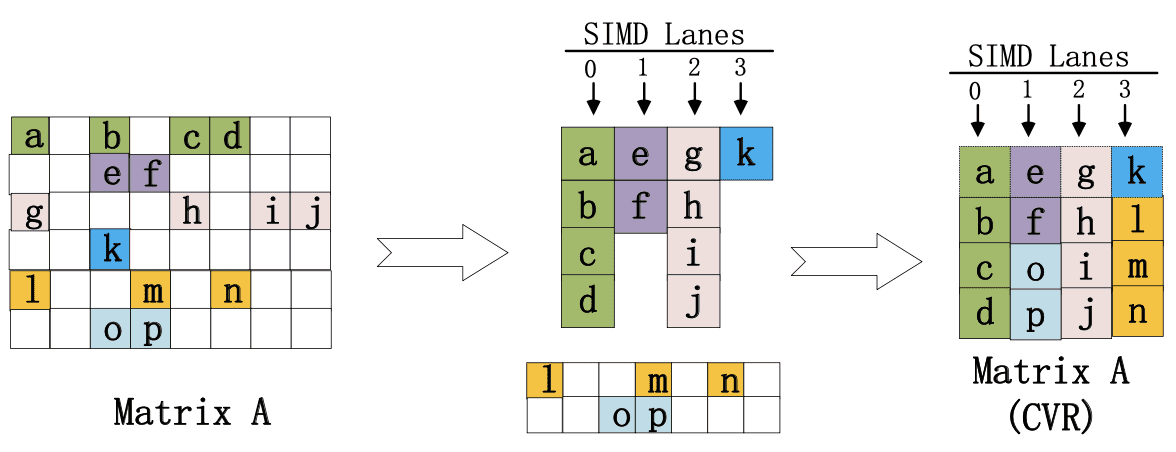 a b c d
e f
g h i j
k
l m n
o p
Matrix A
SIMD Lanes
0 1 2 3
a e g k
b f h
c i
d j
l m n
o p
SIMD Lanes
0 1 2 3
a e g k
b f h l
c o i m
d p j n
Matrix A
(CVR)